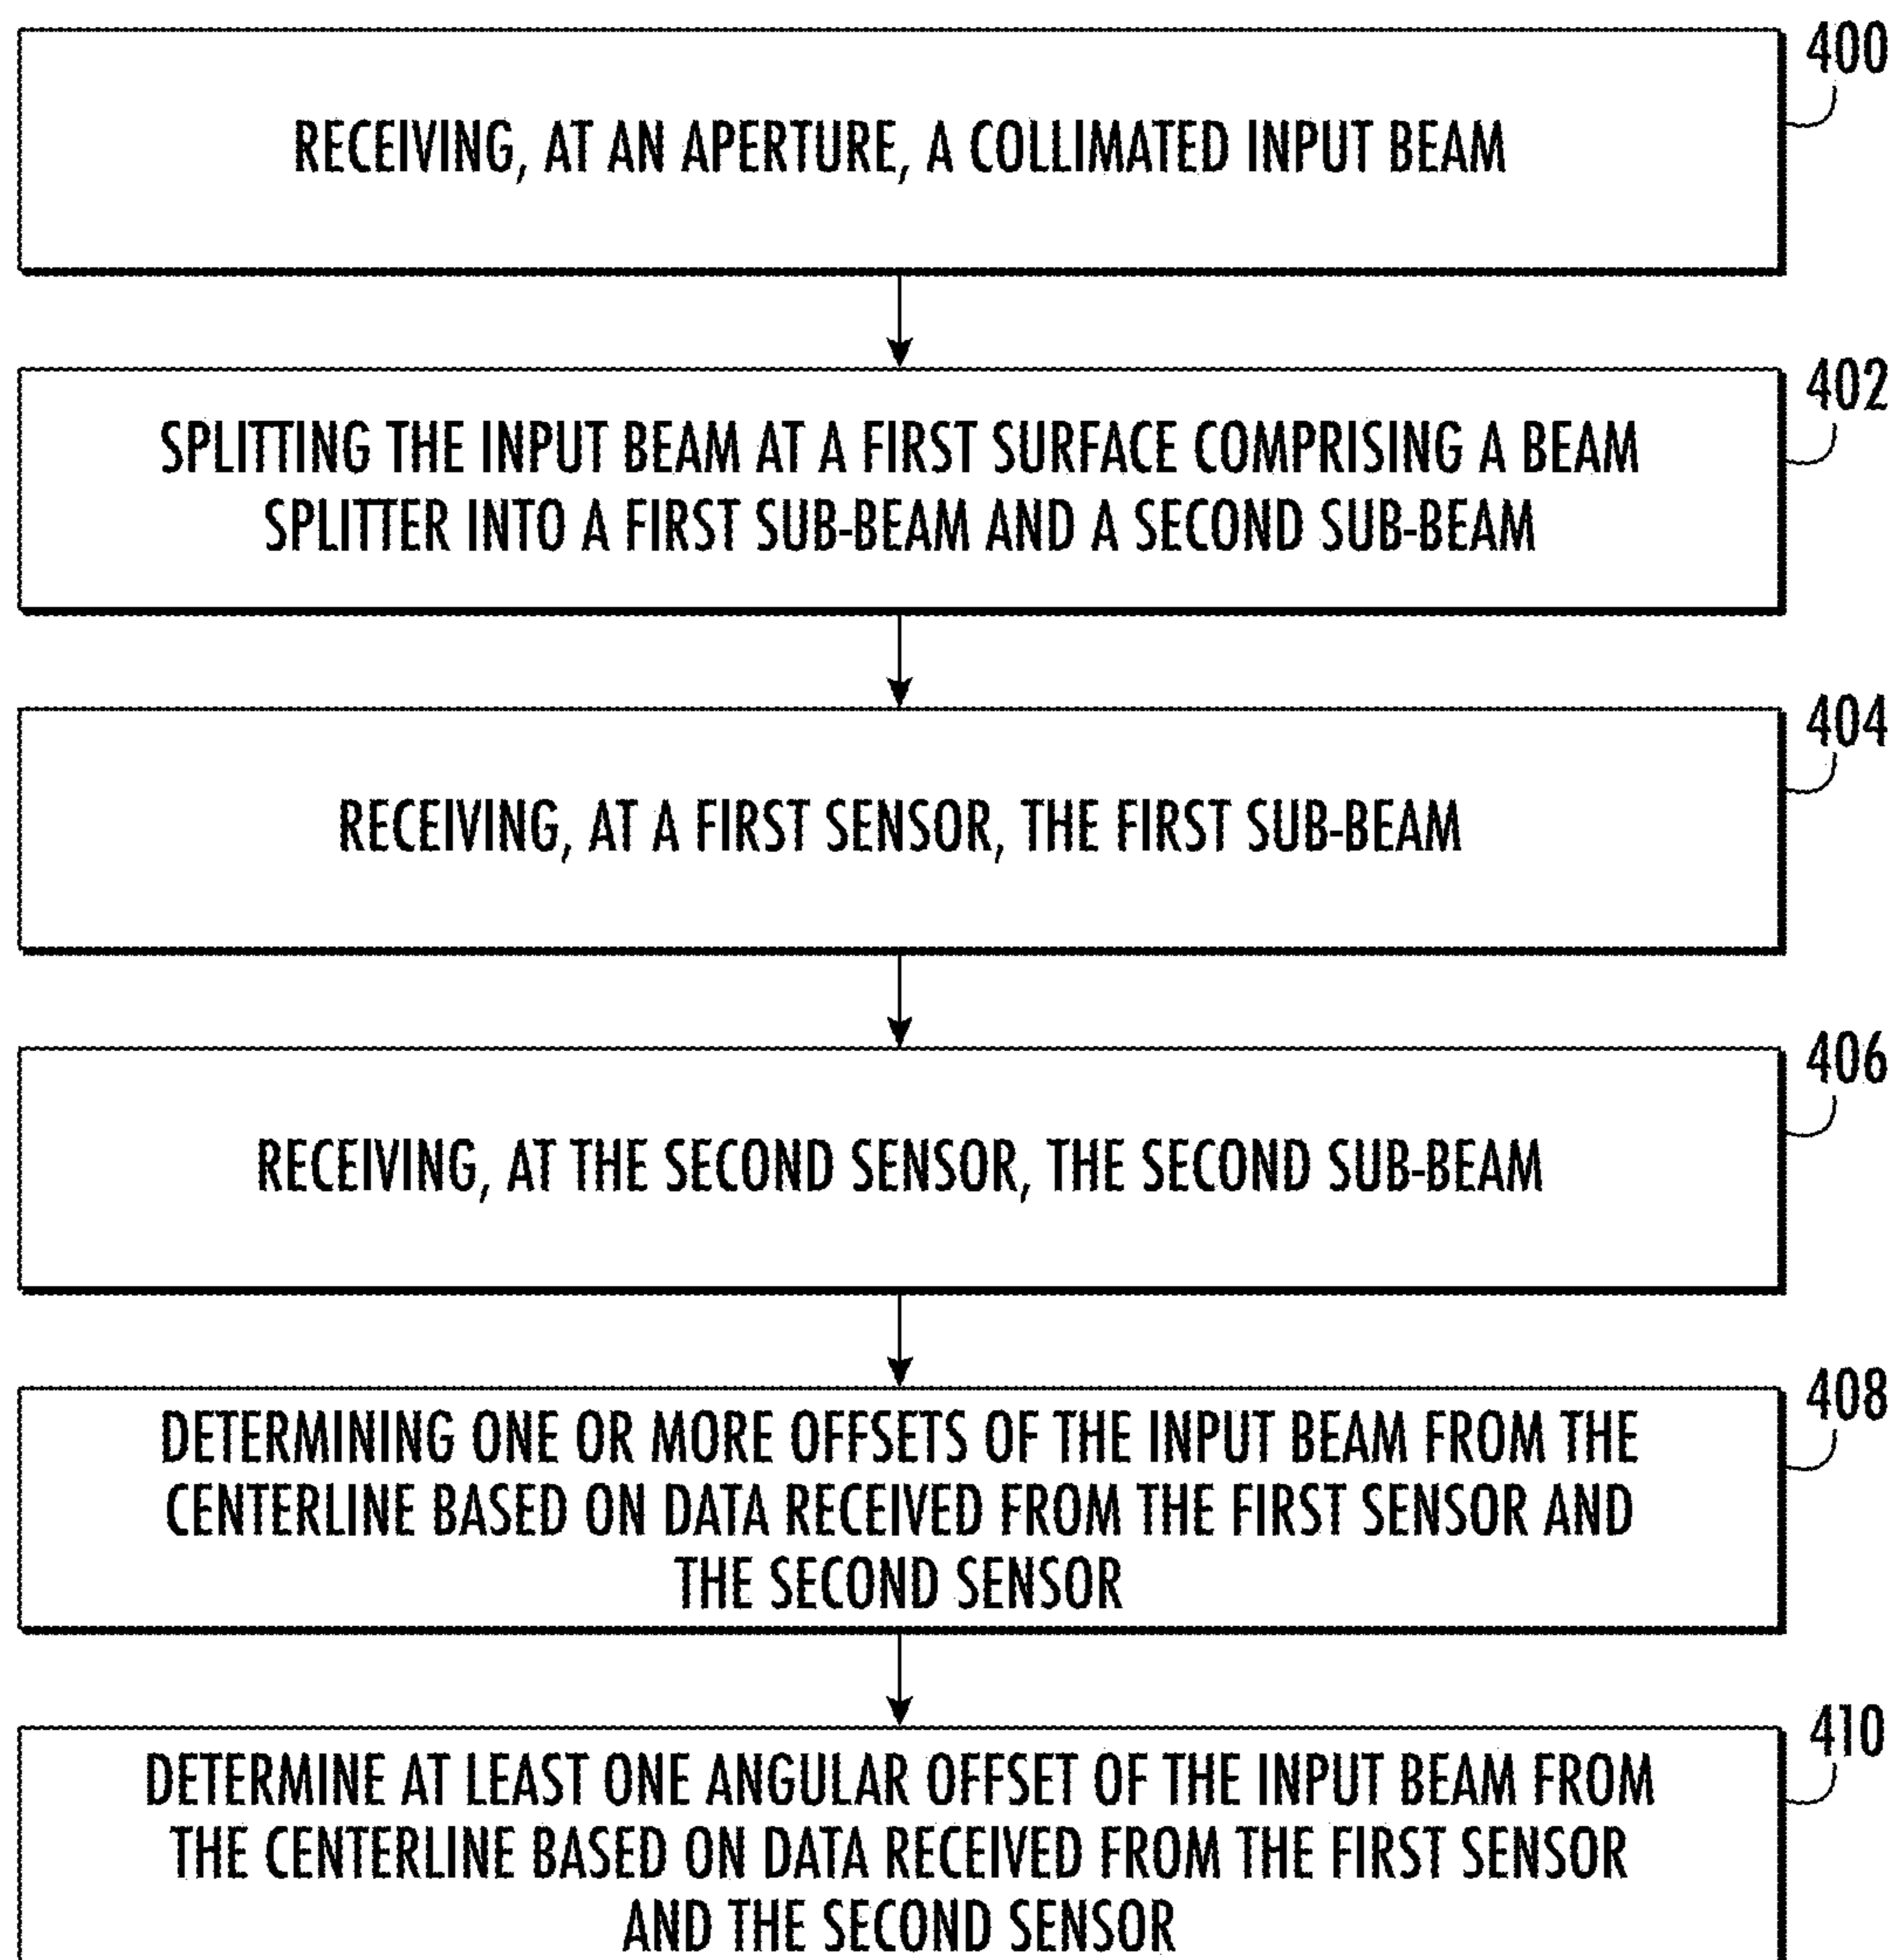 400
RECEIVING, AT AN APERTURE, A COLLIMATED INPUT BEAM
402
SPLITTING THE INPUT BEAM AT A FIRST SURFACE COMPRISING A BEAM
SPLITTER INTO A FIRST SUB-BEAM AND A SECOND SUB-BEAM
404
RECEIVING, AT A FIRST SENSOR, THE FIRST SUB-BEAM
406
RECEIVING, AT THE SECOND SENSOR, THE SECOND SUB-BEAM
408
DETERMINING ONE OR MORE OFFSETS OF THE INPUT BEAM FROM THE
CENTERLINE BASED ON DATA RECEIVED FROM THE FIRST SENSOR AND
THE SECOND SENSOR
410
DETERMINE AT LEAST ONE ANGULAR OFFSET OF THE INPUT BEAM FROM
THE CENTERLINE BASED ON DATA RECEIVED FROM THE FIRST SENSOR
AND THE SECOND SENSOR